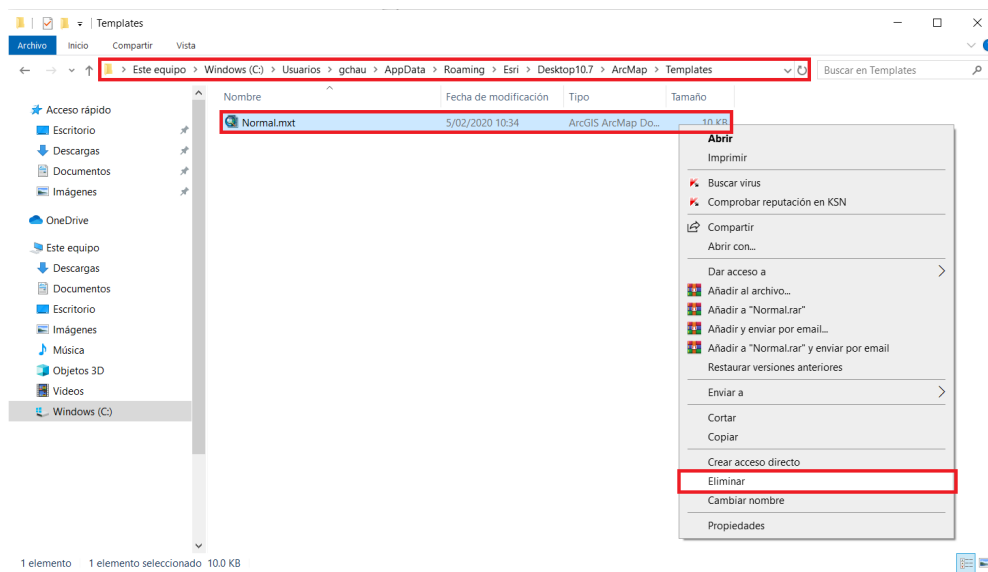 Templates
Archivo Inicio Compartir Vista
Este equipo > Windows (C:) > Usuarios > gchau > AppData > Roaming > Esri > Desktop10.7 > ArcMap > Templates
Buscar en Templates
Nombre Fecha de modificación Tipo Tamaño
Normal.mxt 5/02/2020 10:34 ArcGIS ArcMap Do... 10 KB
Acceso rápido
Escritorio
Descargas
Documentos
Imágenes
OneDrive
Este equipo
Descargas
Documentos
Escritorio
Imágenes
Música
Objetos 3D
Videos
Windows (C:)
Abrir
Imprimir
Buscar virus
Comprobar reputación en KSN
Compartir
Abrir con...
Dar acceso a
Añadir al archivo...
Añadir a "Normal.rar"
Añadir y enviar por email...
Añadir a "Normal.rar" y enviar por email
Restaurar versiones anteriores
Enviar a
Cortar
Copiar
Crear acceso directo
Eliminar
Cambiar nombre
Propiedades
1 elemento 1 elemento seleccionado 10.0 KB